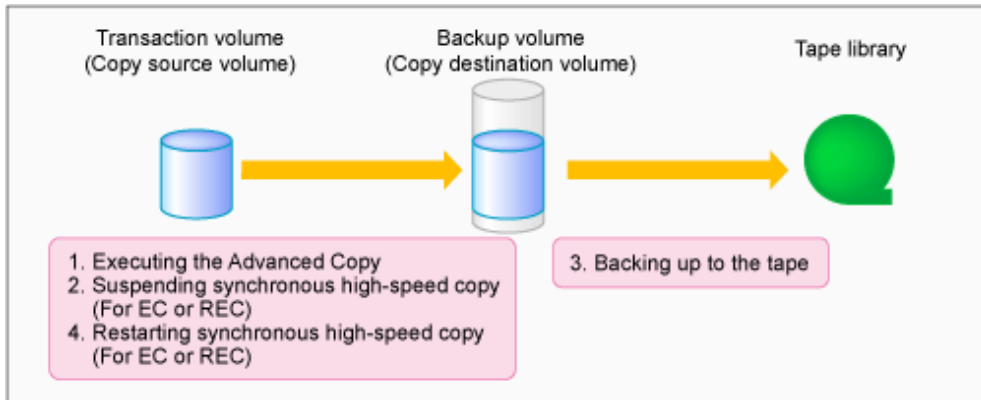 Transaction volume
(Copy source volume)
Backup volume
(Copy destination volume)
Tape library
1. Executing the Advanced Copy
2. Suspending synchronous high-speed copy
(For EC or REC)
4. Restarting synchronous high-speed copy
(For EC or REC)
3. Backing up to the tape